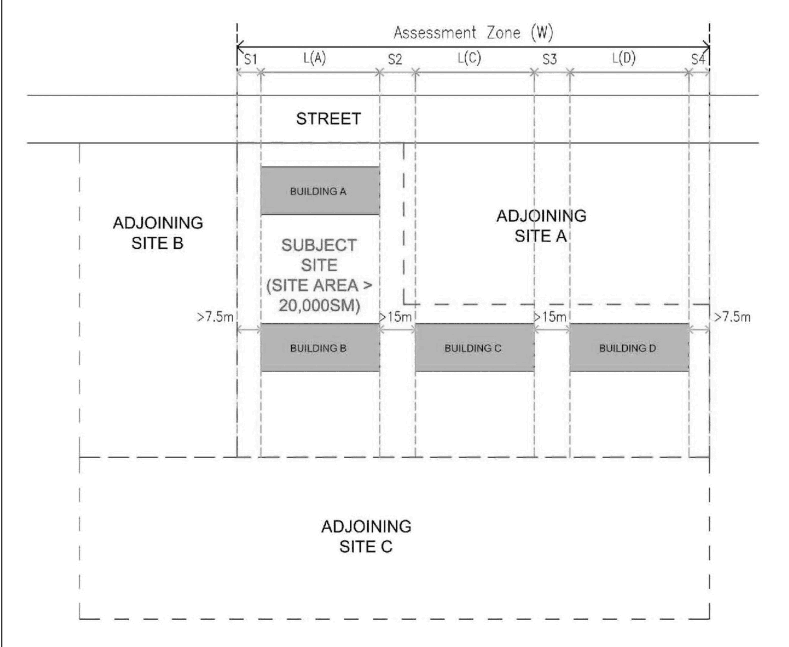 Assessment Zone (W)
S1 L(A) S2 L(C) S3 L(D) S4
STREET
BUILDING A
ADJOINING
SITE B
ADJOINING
SITE A
SUBJECT
SITE
(SITE AREA >
20,000SM)
>7.5m >15m >15m >7.5m
BUILDING B BUILDING C BUILDING D
ADJOINING
SITE C